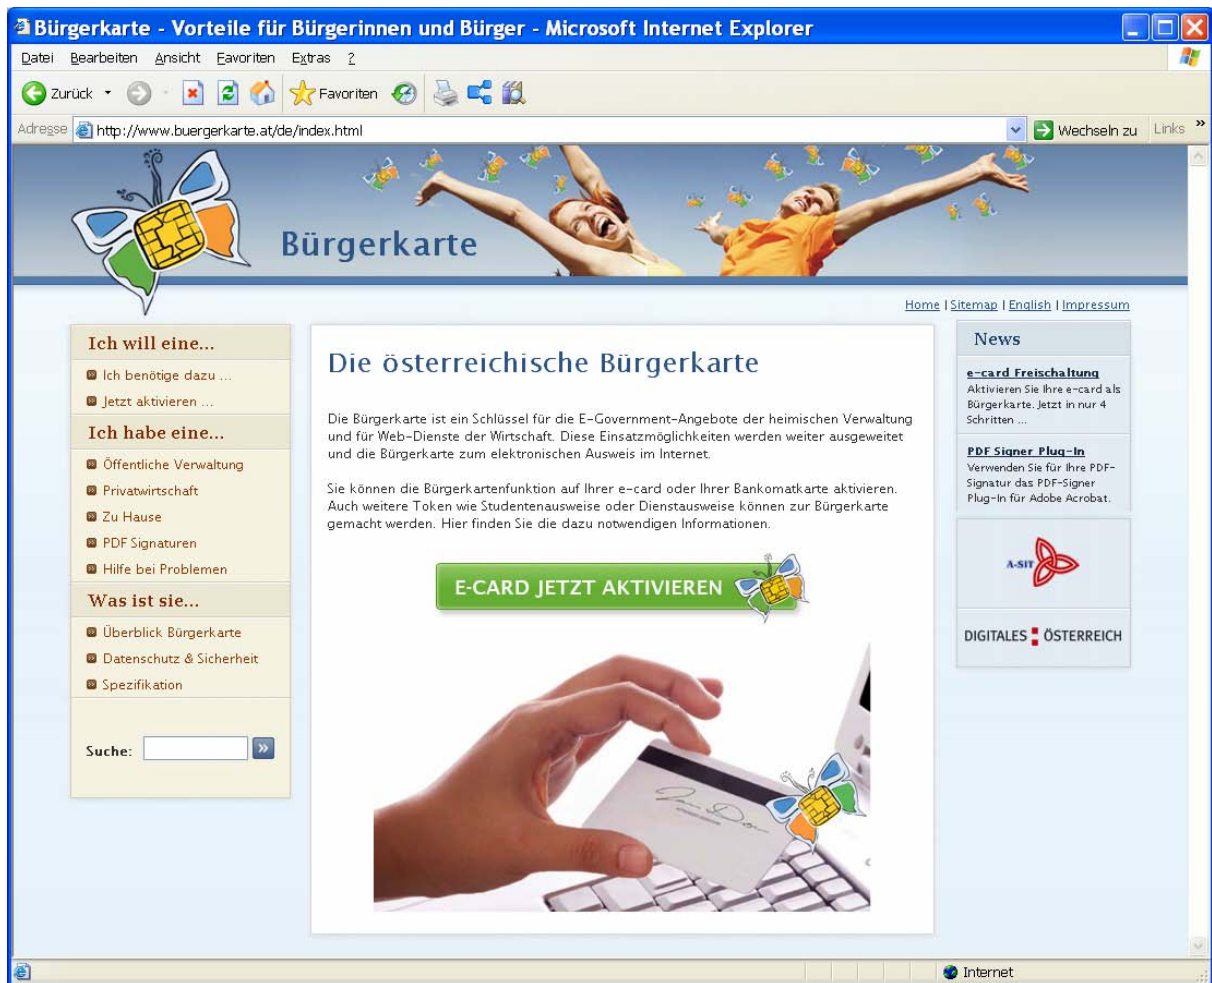 Bürgerkarte - Vorteile für Bürgerinnen und Bürger - Microsoft Internet Explorer
Datei Bearbeiten Ansicht Favoriten Extras ?
Zurück Favoriten
Adresse http://www.buergerkarte.at/de/index.html Wechseln zu Links »
Bürgerkarte
Home | Sitemap | English | Impressum
Ich will eine...
Ich benötige dazu ...
Jetzt aktivieren ...
Ich habe eine...
Öffentliche Verwaltung
Privatwirtschaft
Zu Hause
PDF Signaturen
Hilfe bei Problemen
Was ist sie...
Überblick Bürgerkarte
Datenschutz & Sicherheit
Spezifikation
Suche: »
Die österreichische Bürgerkarte
Die Bürgerkarte ist ein Schlüssel für die E-Government-Angebote der heimischen Verwaltung
und für Web-Dienste der Wirtschaft. Diese Einsatzmöglichkeiten werden weiter ausgeweitet
und die Bürgerkarte zum elektronischen Ausweis im Internet.
Sie können die Bürgerkartenfunktion auf Ihrer e-card oder Ihrer Bankomatkarte aktivieren.
Auch weitere Token wie Studentenausweise oder Dienstausweise können zur Bürgerkarte
gemacht werden. Hier finden Sie die dazu notwendigen Informationen.
E-CARD JETZT AKTIVIEREN
News
e-card Freischaltung
Aktivieren Sie Ihre e-card als
Bürgerkarte. Jetzt in nur 4
Schritten ...
PDF Signer Plug-In
Verwenden Sie für Ihre PDF-
Signatur das PDF-Signer
Plug-In für Adobe Acrobat.
A-SIT
DIGITALES ÖSTERREICH
Internet